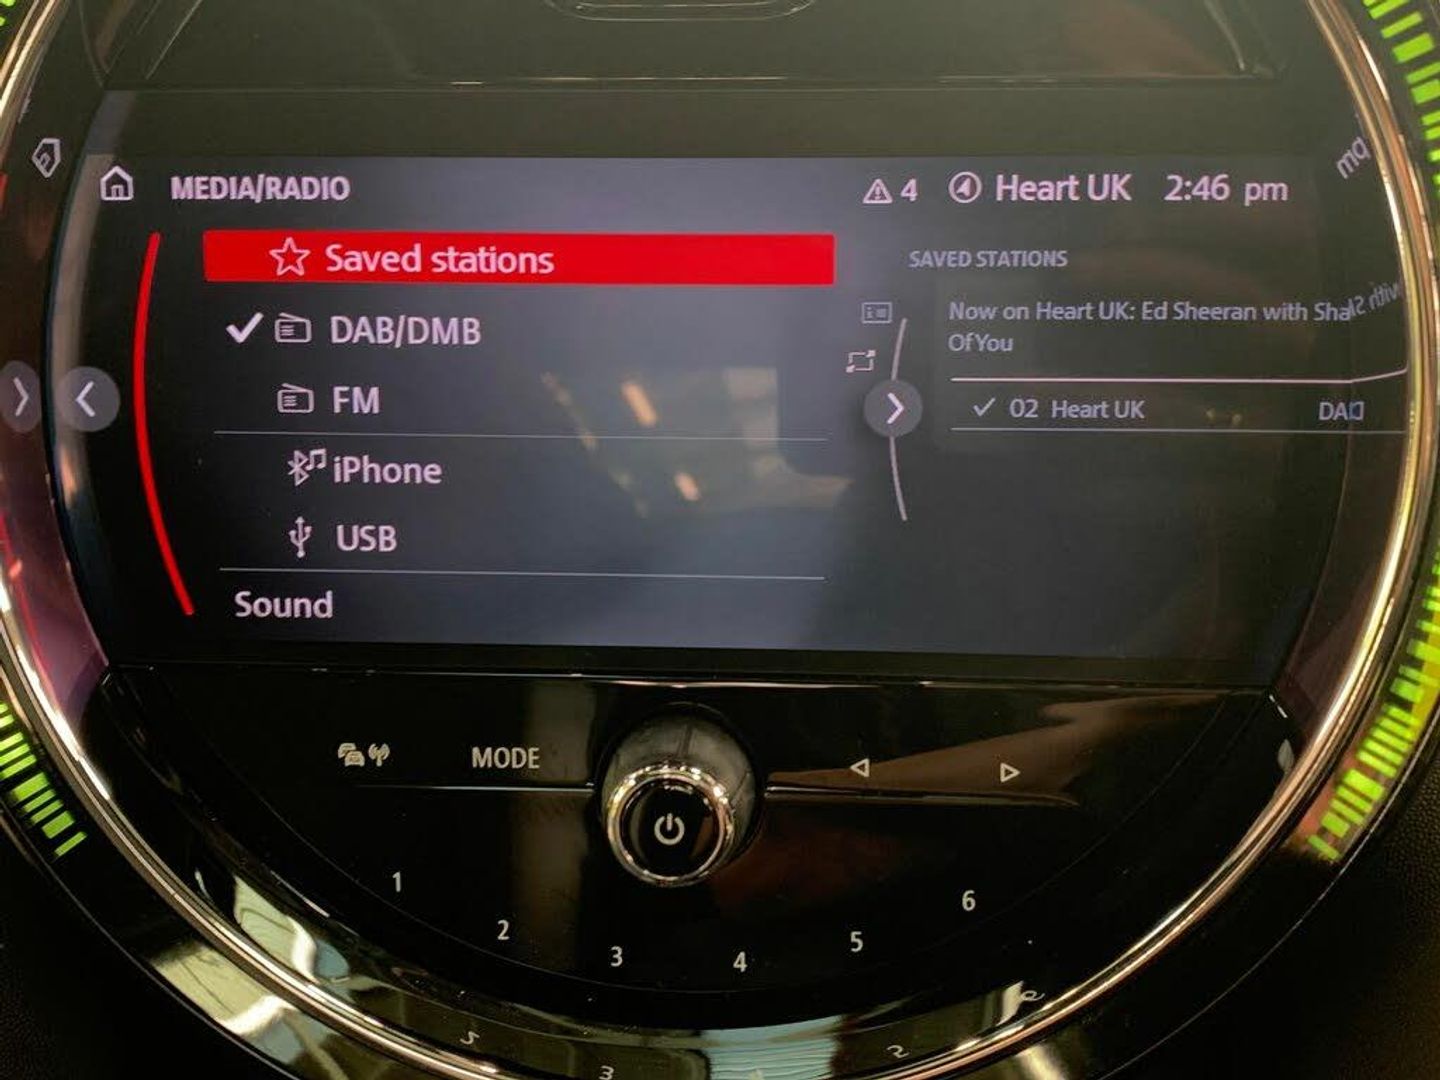 MEDIA/RADIO
4 Heart UK 2:46 pm
Saved stations
DAB/DMB
FM
iPhone
USB
Sound
SAVED STATIONS
Now on Heart UK: Ed Sheeran with
Of You
02 Heart UK
MODE
1
2
3
4
5
6